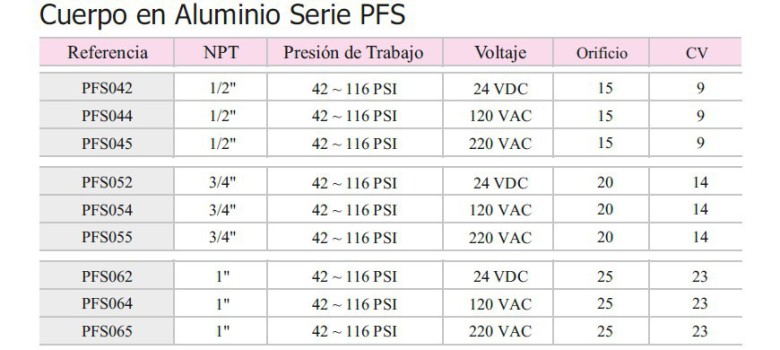 Cuerpo en Aluminio Serie PFS
Referencia NPT Presión de Trabajo Voltaje Orificio CV
PFS042 1/2" 42 ~ 116 PSI 24 VDC 15 9
PFS044 1/2" 42 ~ 116 PSI 120 VAC 15 9
PFS045 1/2" 42 ~ 116 PSI 220 VAC 15 9
PFS052 3/4" 42 ~ 116 PSI 24 VDC 20 14
PFS054 3/4" 42 ~ 116 PSI 120 VAC 20 14
PFS055 3/4" 42 ~ 116 PSI 220 VAC 20 14
PFS062 1" 42 ~ 116 PSI 24 VDC 25 23
PFS064 1" 42 ~ 116 PSI 120 VAC 25 23
PFS065 1" 42 ~ 116 PSI 220 VAC 25 23